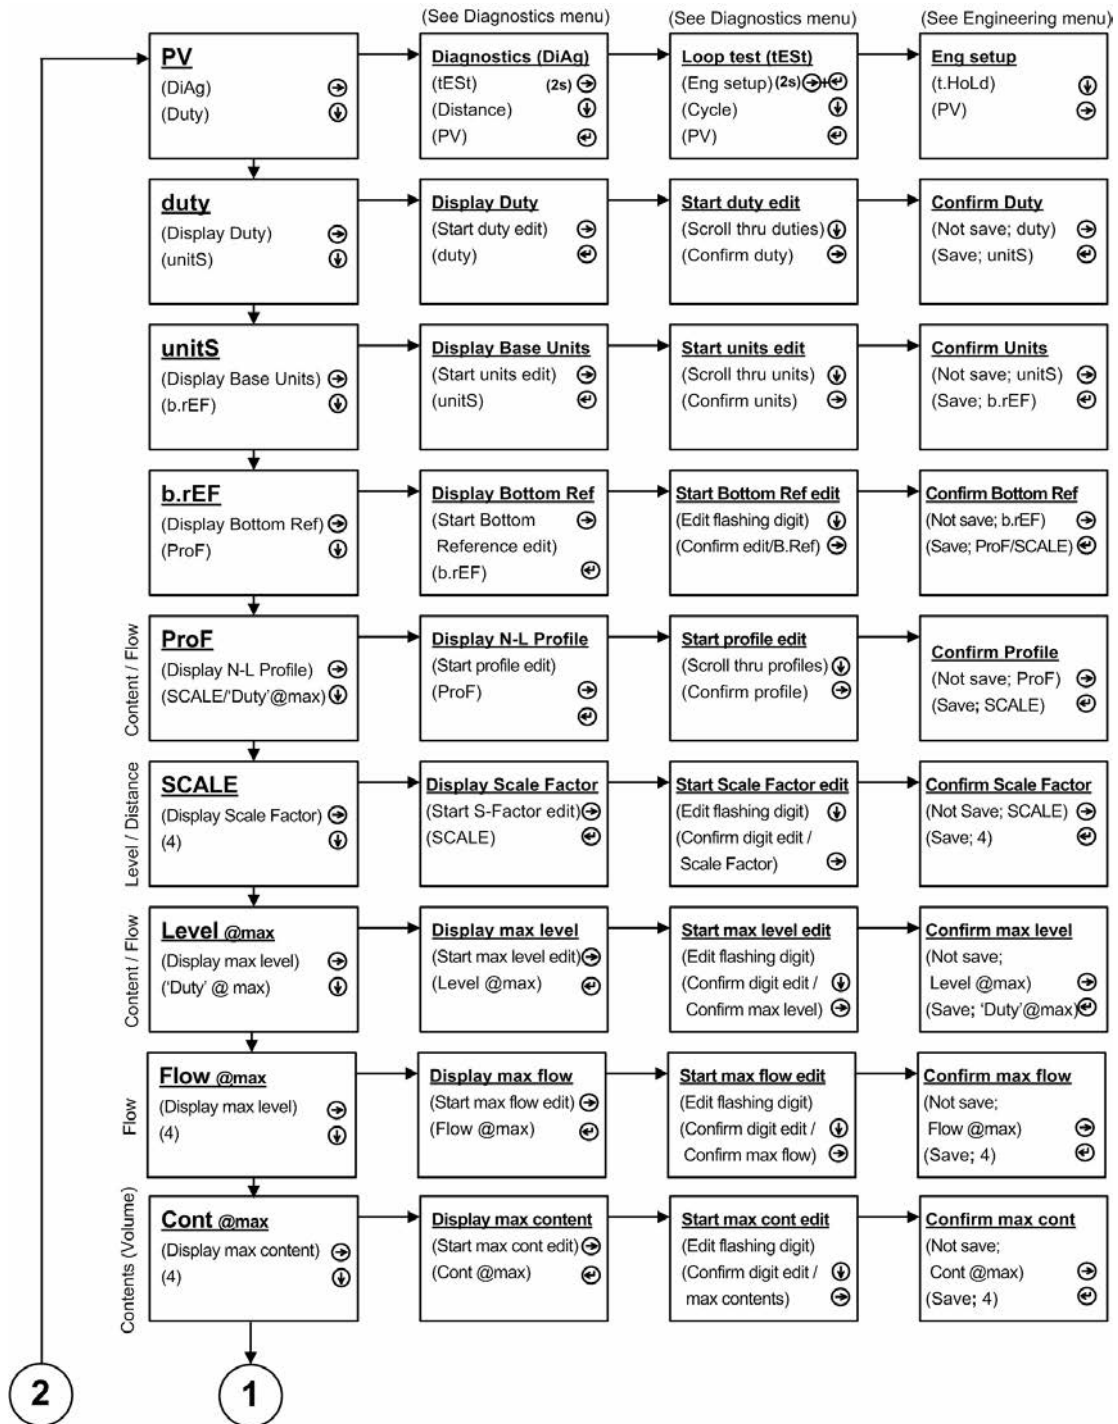 (See Diagnostics menu) (See Diagnostics menu) (See Engineering menu)
PV
(DiAg)
(Duty)
Diagnostics (DiAg)
(tESt) (2s)
(Distance)
(PV)
Loop test (tESt)
(Eng setup) (2s) +
(Cycle)
(PV)
Eng setup
(t.HoLd)
(PV)
duty
(Display Duty)
(unitS)
Display Duty
(Start duty edit)
(duty)
Start duty edit
(Scroll thru duties)
(Confirm duty)
Confirm Duty
(Not save; duty)
(Save; unitS)
unitS
(Display Base Units)
(b.rEF)
Display Base Units
(Start units edit)
(unitS)
Start units edit
(Scroll thru units)
(Confirm units)
Confirm Units
(Not save; unitS)
(Save; b.rEF)
b.rEF
(Display Bottom Ref)
(ProF)
Display Bottom Ref
(Start Bottom
Reference edit)
(b.rEF)
Start Bottom Ref edit
(Edit flashing digit)
(Confirm edit/B.Ref)
Confirm Bottom Ref
(Not save; b.rEF)
(Save; ProF/SCALE)
Content / Flow
ProF
(Display N-L Profile)
(SCALE/‘Duty’@max)
Display N-L Profile
(Start profile edit)
(ProF)
Start profile edit
(Scroll thru profiles)
(Confirm profile)
Confirm Profile
(Not save; ProF)
(Save; SCALE)
Level / Distance
SCALE
(Display Scale Factor)
(4)
Display Scale Factor
(Start S-Factor edit)
(SCALE)
Start Scale Factor edit
(Edit flashing digit)
(Confirm digit edit /
Scale Factor)
Confirm Scale Factor
(Not Save; SCALE)
(Save; 4)
Content / Flow
Level @max
(Display max level)
(‘Duty’ @ max)
Display max level
(Start max level edit)
(Level @max)
Start max level edit
(Edit flashing digit)
(Confirm digit edit /
Confirm max level)
Confirm max level
(Not save;
Level @max)
(Save; ‘Duty’@max)
Flow
Flow @max
(Display max level)
(4)
Display max flow
(Start max flow edit)
(Flow @max)
Start max flow edit
(Edit flashing digit)
(Confirm digit edit /
Confirm max flow)
Confirm max flow
(Not save;
Flow @max)
(Save; 4)
Contents (Volume)
Cont @max
(Display max content)
(4)
Display max content
(Start max cont edit)
(Cont @max)
Start max cont edit
(Edit flashing digit)
(Confirm digit edit /
max contents)
Confirm max cont
(Not save;
Cont @max)
(Save; 4)
2
1